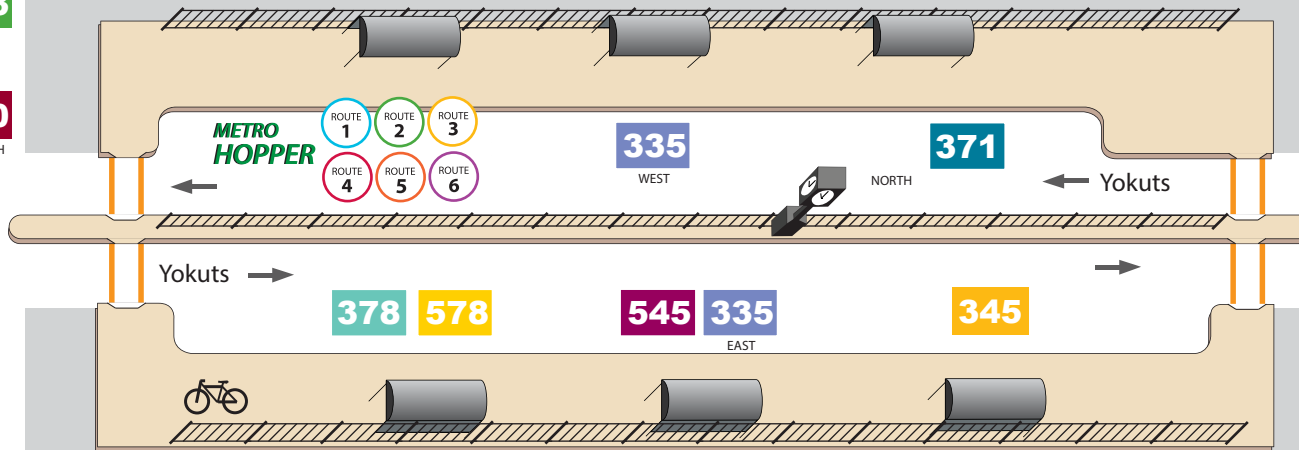 METRO
HOPPER
ROUTE
1
ROUTE
2
ROUTE
3
ROUTE
4
ROUTE
5
ROUTE
6
335
WEST
371
NORTH
Yokuts
Yokuts
378
578
545
335
EAST
345